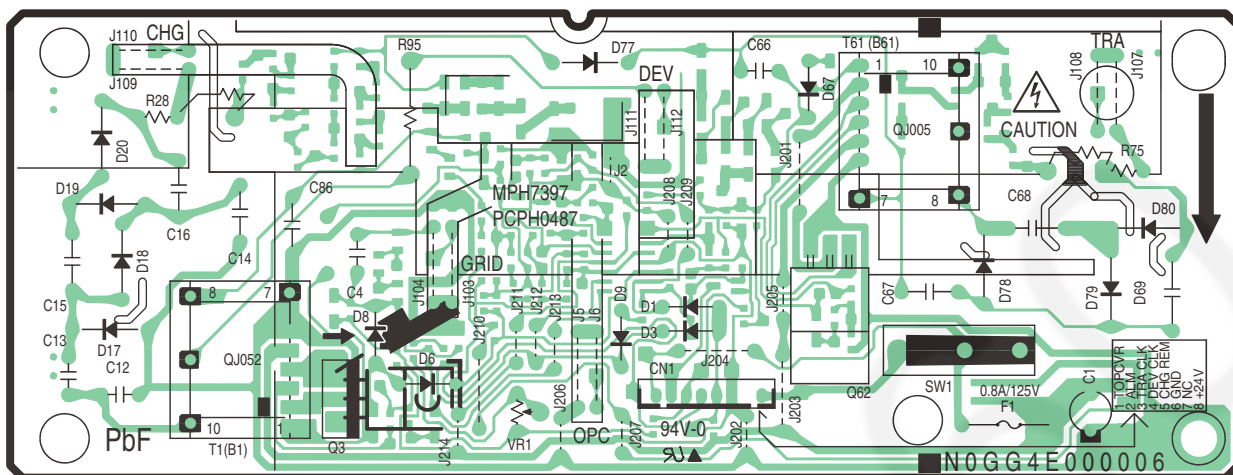 J110 CHG
J109
R28
D20
D19
C16
C14
C86
D18
C15
C13
D17
C12
8
7
QJ052
10
1
T1(B1)
PbF
R95
D77
DEV
J111
J112
J2
C66
D67
J201
T61 (B61)
1
10
QJ005
7
8
TRA
J108
J107
CAUTION
R75
C68
D80
D78
D79
D69
C67
MPH7397
PCPH0487
GRID
J104
J103
C4
D8
D6
Q3
J210
J211
J212
J213
J5
J6
D9
D1
D3
J208
J209
J205
J204
CN1
J203
J202
J207
94V-0
OPC
J206
VR1
J214
Q62
SW1
0.8A/125V
F1
C1
1 TOPCVR
2 ALM
3 TRA CLK
4 DEV CLK
5 CHG REM
6 GND
7 NC
8 +24V
N0GG4E000006